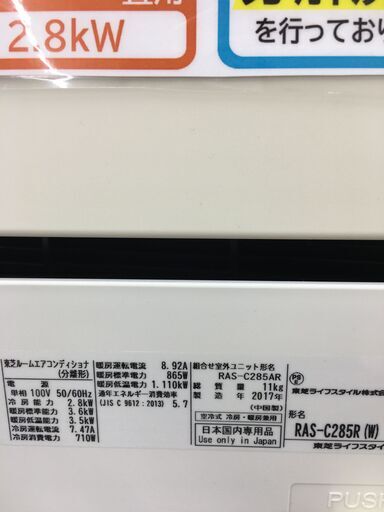 2.8kW
を行っており
東芝ルームエアコンディショナ
(分離形)
電源
単相 100V 50/60Hz
冷房能力 2.8kW
暖房標準能力 3.6kW
暖房低温能力 3.5kW
冷房運転電流 7.47A
冷房消費電力 710W
暖房運転電流 8.92A
暖房標準電力 865W
暖房低温電力 1.110kW
通年エネルギー消費効率
(JIS C 9612:2013) 5.7
組合せ室外ユニット形名
RAS-C285AR
総質量 11kg
製造年 2017年
(中国製)
空冷式 冷房・暖房兼用
日本国内専用品
Use only in Japan
PSE
東芝ライフスタイル株式
形名
RAS-C285R(W)
東芝ライフスタ
PUSH